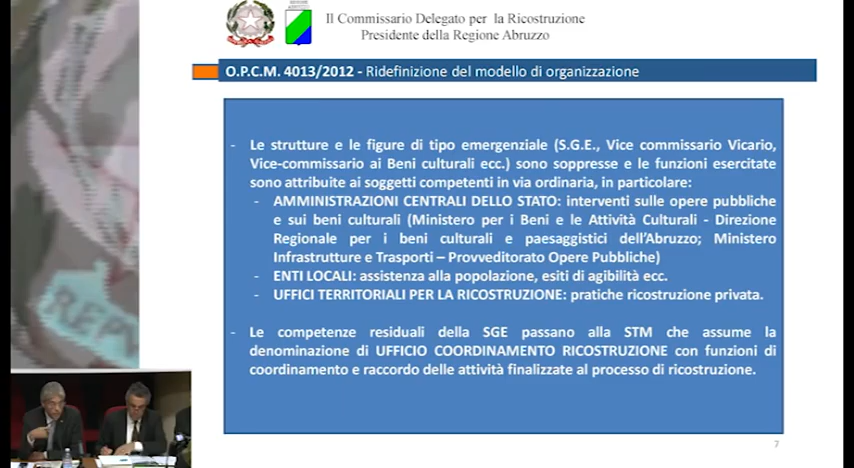 Il Commissario Delegato per la Ricostruzione
Presidente della Regione Abruzzo
O.P.C.M. 4013/2012 - Ridefinizione del modello di organizzazione
- Le strutture e le figure di tipo emergenziale (S.G.E., Vice commissario Vicario,
Vice-commissario ai Beni culturali ecc.) sono soppresse e le funzioni esercitate
sono attribuite ai soggetti competenti in via ordinaria, in particolare:
- AMMINISTRAZIONI CENTRALI DELLO STATO: interventi sulle opere pubbliche
e sui beni culturali (Ministero per i Beni e le Attività Culturali - Direzione
Regionale per i beni culturali e paesaggistici dell'Abruzzo; Ministero
Infrastrutture e Trasporti – Provveditorato Opere Pubbliche)
- ENTI LOCALI: assistenza alla popolazione, esiti di agibilità ecc.
- UFFICI TERRITORIALI PER LA RICOSTRUZIONE: pratiche ricostruzione privata.
- Le competenze residuali della SGE passano alla STM che assume la
denominazione di UFFICIO COORDINAMENTO RICOSTRUZIONE con funzioni di
coordinamento e raccordo delle attività finalizzate al processo di ricostruzione.
7